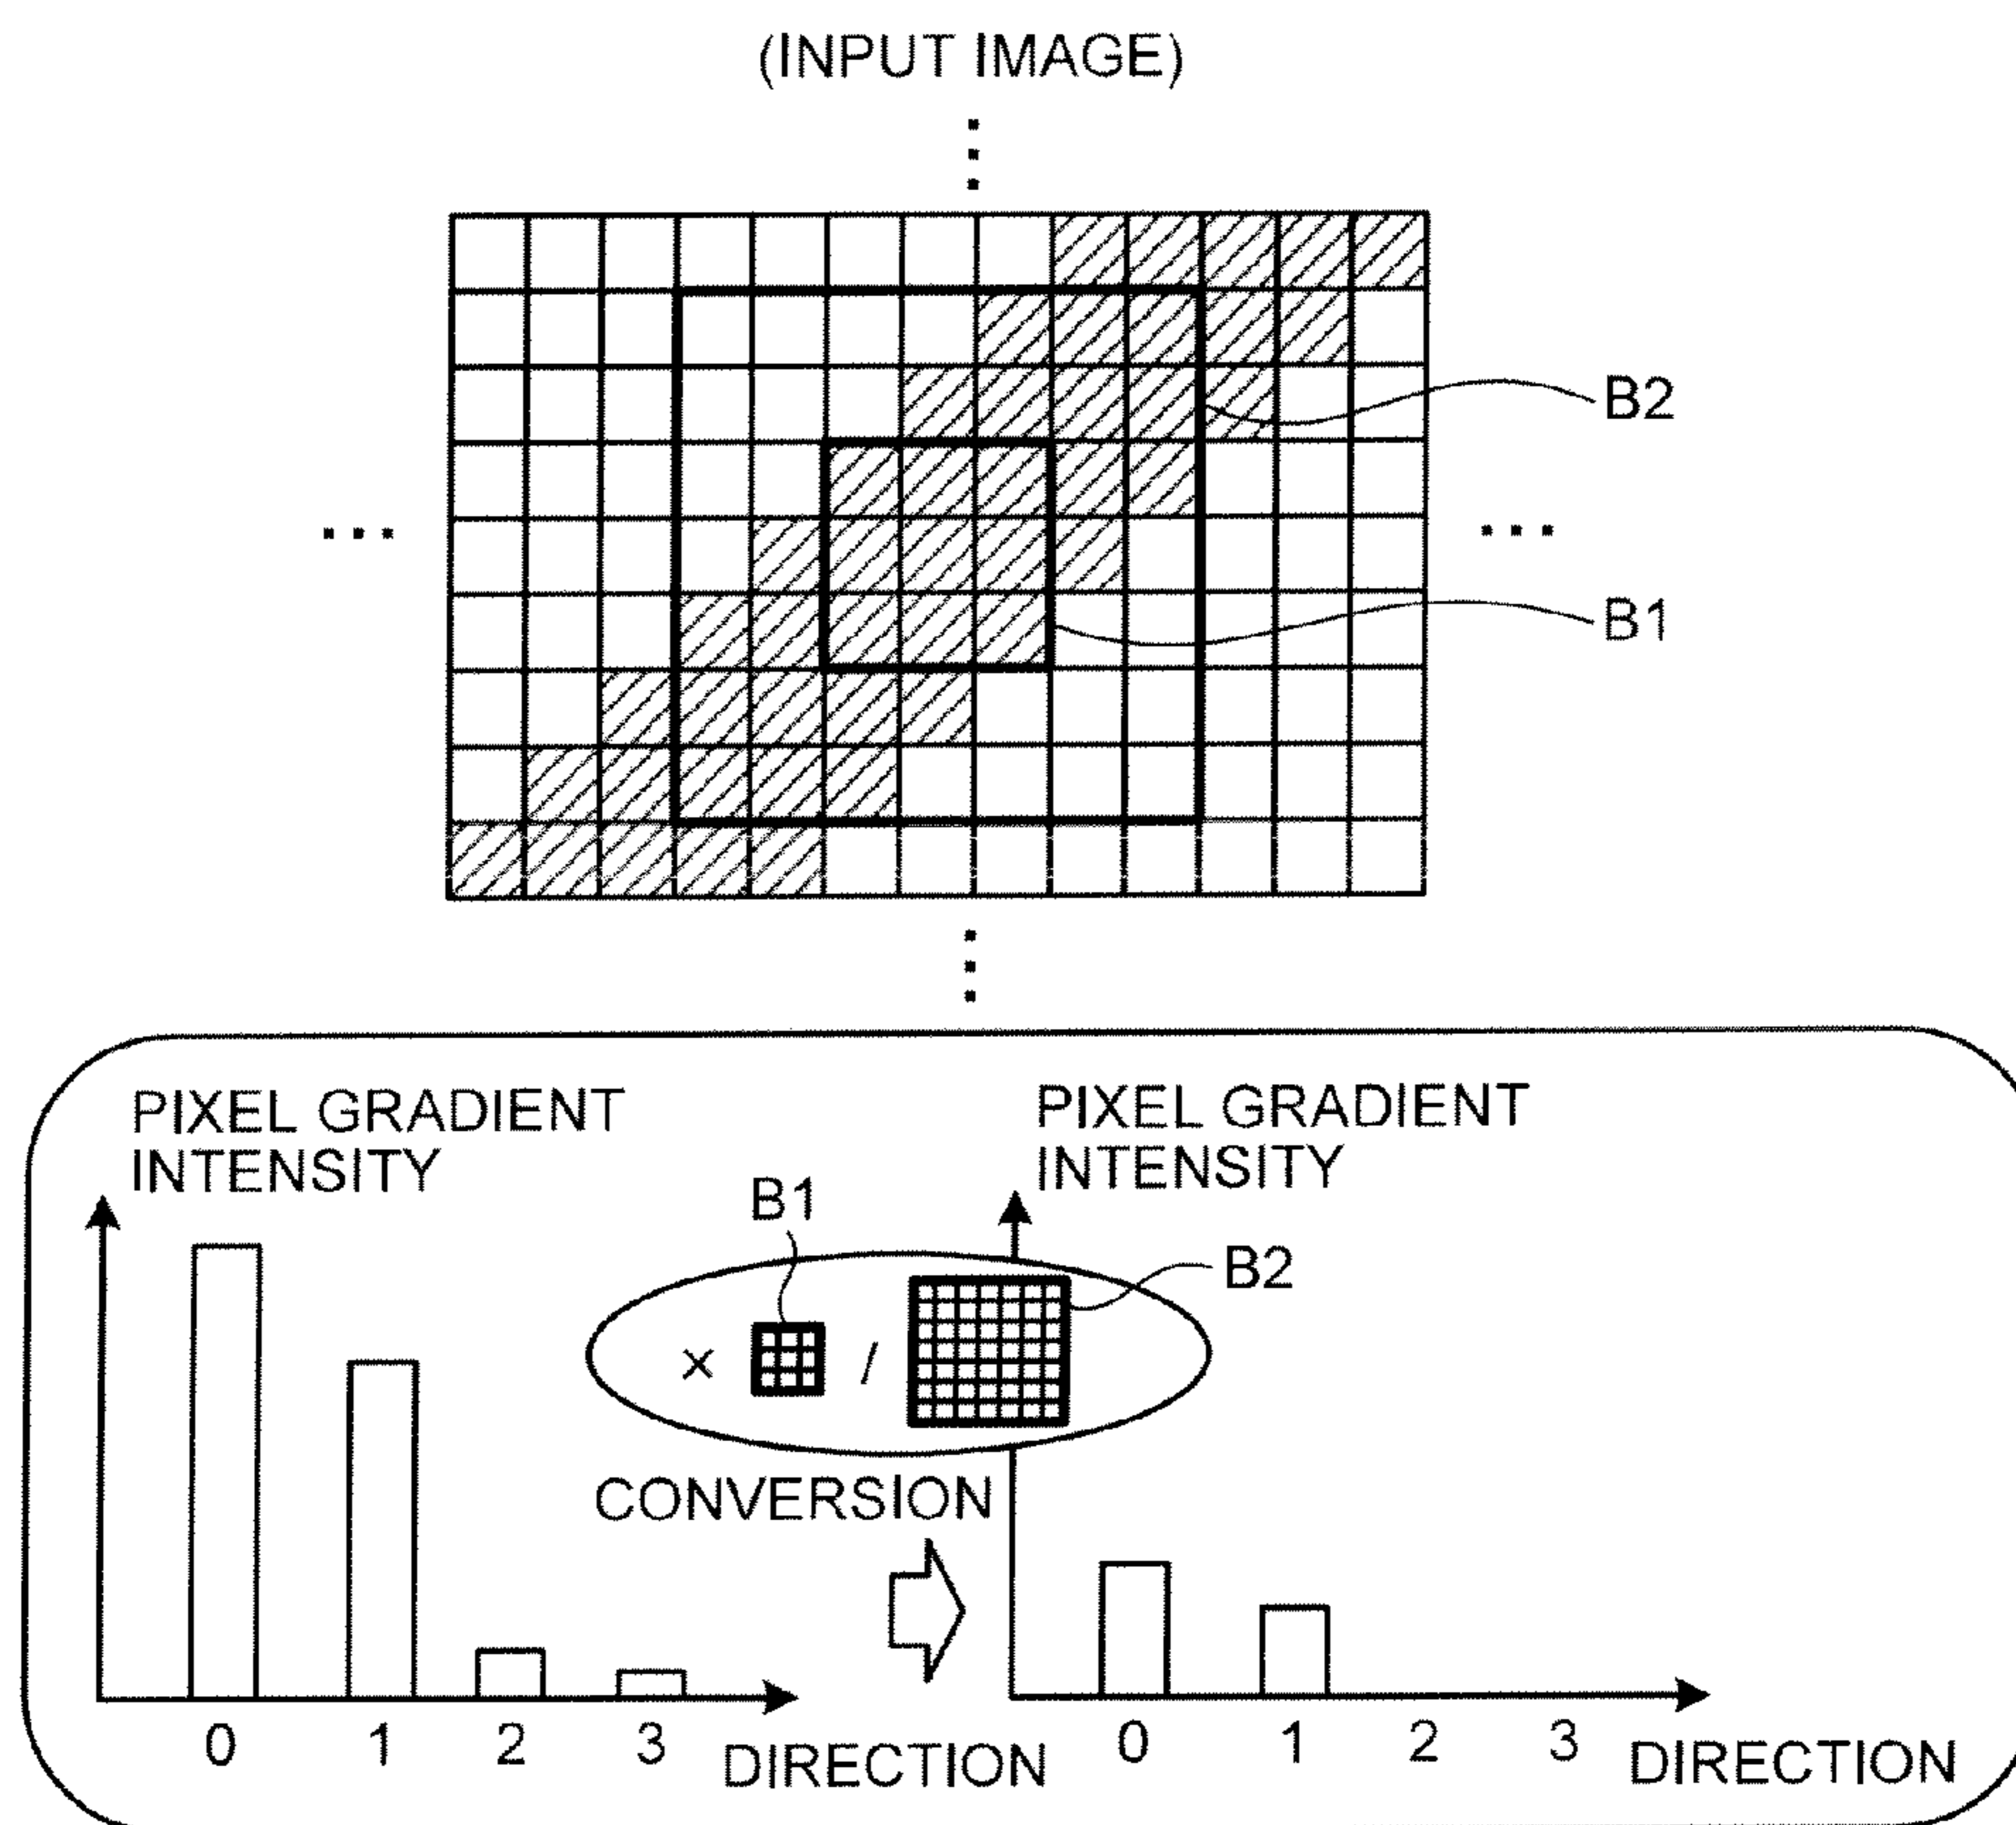 (INPUT IMAGE)
B2
B1
PIXEL GRADIENT
INTENSITY
PIXEL GRADIENT
INTENSITY
B1
B2
× /
CONVERSION
0 1 2 3 DIRECTION
0 1 2 3 DIRECTION